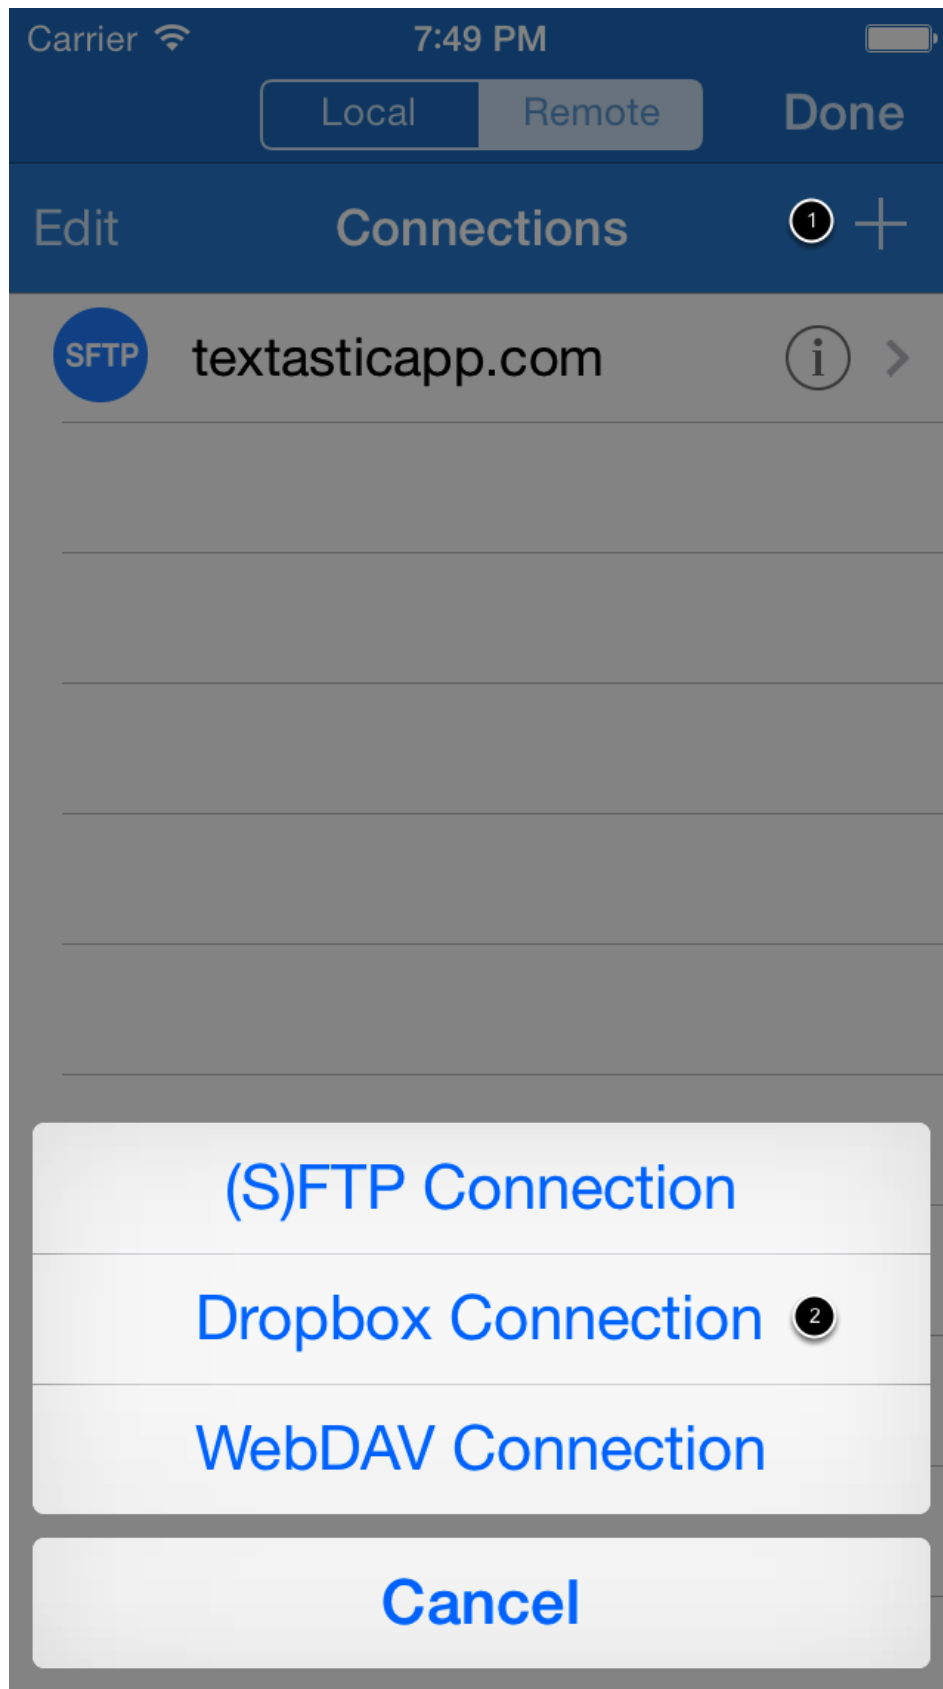 Carrier 7:49 PM
Local Remote Done
Edit Connections 1
SFTP textasticapp.com i
(S)FTP Connection
Dropbox Connection 2
WebDAV Connection
Cancel